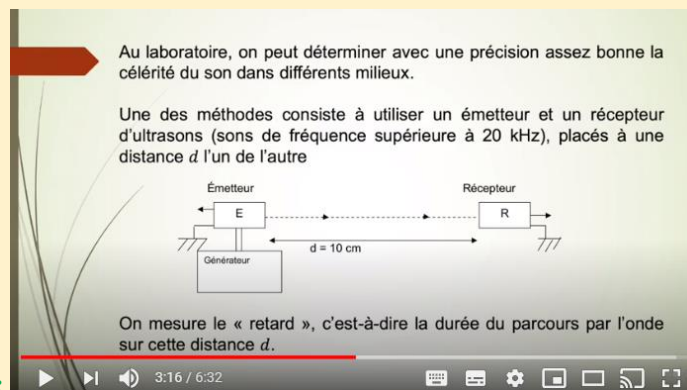 Au laboratoire, on peut déterminer avec une précision assez bonne la
célérité du son dans différents milieux.
Une des méthodes consiste à utiliser un émetteur et un récepteur
d'ultrasons (sons de fréquence supérieure à 20 kHz), placés à une
distance d l'un de l'autre
Émetteur
Récepteur
E
R
d = 10 cm
Générateur
On mesure le « retard », c'est-à-dire la durée du parcours par l'onde
sur cette distance d.
3:16 / 6:32